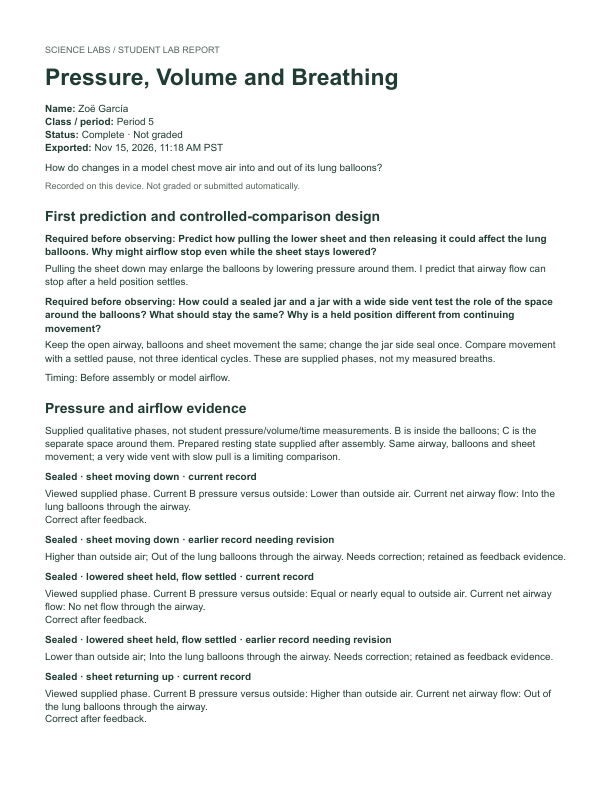 SCIENCE LABS / STUDENT LAB REPORT
Pressure, Volume and Breathing
Name: Zoë García
Class / period: Period 5
Status: Complete · Not graded
Exported: Nov 15, 2026, 11:18 AM PST
How do changes in a model chest move air into and out of its lung balloons?
Recorded on this device. Not graded or submitted automatically.
First prediction and controlled-comparison design
Required before observing: Predict how pulling the lower sheet and then releasing it could affect the lung
balloons. Why might airflow stop even while the sheet stays lowered?
Pulling the sheet down may enlarge the balloons by lowering pressure around them. I predict that airway flow can
stop after a held position settles.
Required before observing: How could a sealed jar and a jar with a wide side vent test the role of the space
around the balloons? What should stay the same? Why is a held position different from continuing
movement?
Keep the open airway, balloons and sheet movement the same; change the jar side seal once. Compare movement
with a settled pause, not three identical cycles. These are supplied phases, not my measured breaths.
Timing: Before assembly or model airflow.
Pressure and airflow evidence
Supplied qualitative phases, not student pressure/volume/time measurements. B is inside the balloons; C is the
separate space around them. Prepared resting state supplied after assembly. Same airway, balloons and sheet
movement; a very wide vent with slow pull is a limiting comparison.
Sealed · sheet moving down · current record
Viewed supplied phase. Current B pressure versus outside: Lower than outside air. Current net airway flow: Into the
lung balloons through the airway.
Correct after feedback.
Sealed · sheet moving down · earlier record needing revision
Higher than outside air; Out of the lung balloons through the airway. Needs correction; retained as feedback evidence.
Sealed · lowered sheet held, flow settled · current record
Viewed supplied phase. Current B pressure versus outside: Equal or nearly equal to outside air. Current net airway
flow: No net flow through the airway.
Correct after feedback.
Sealed · lowered sheet held, flow settled · earlier record needing revision
Lower than outside air; Into the lung balloons through the airway. Needs correction; retained as feedback evidence.
Sealed · sheet returning up · current record
Viewed supplied phase. Current B pressure versus outside: Higher than outside air. Current net airway flow: Out of
the lung balloons through the airway.
Correct after feedback.